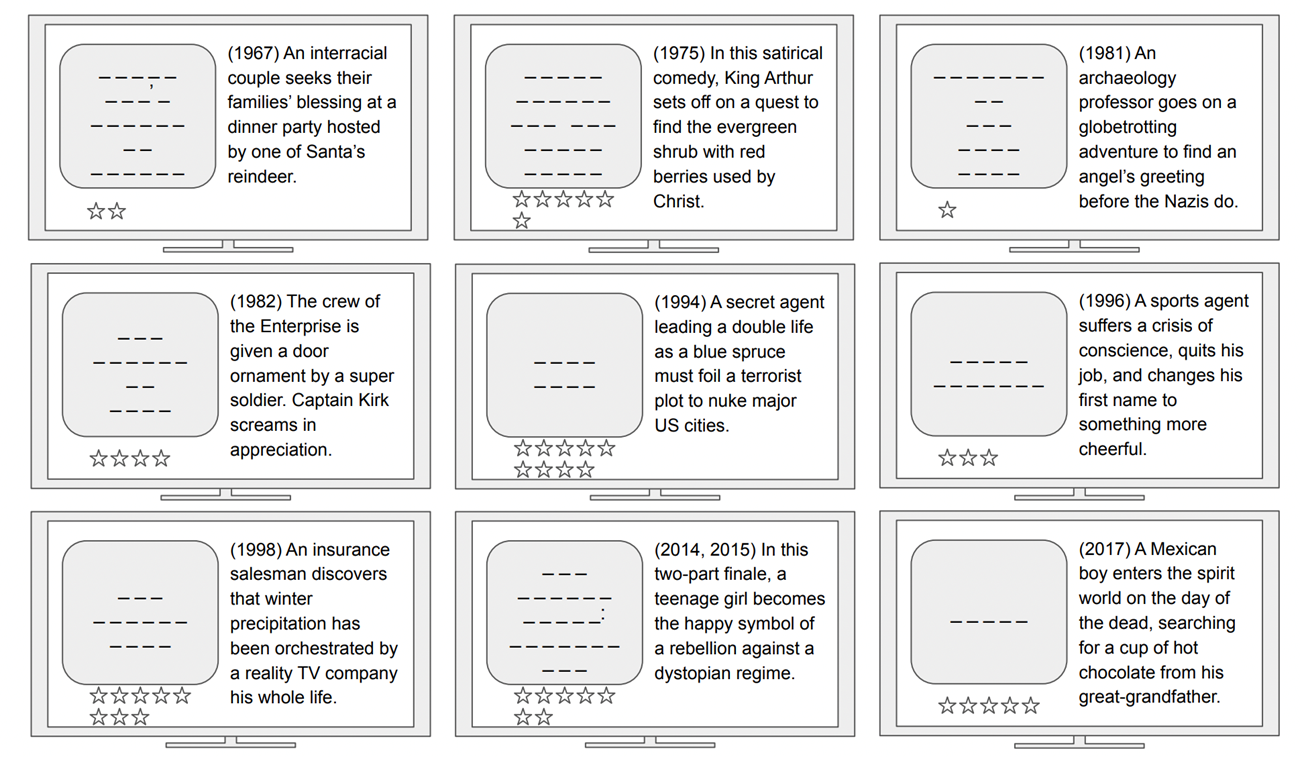 (1967) An interracial
couple seeks their
families’ blessing at a
dinner party hosted
by one of Santa’s
reindeer.
(1975) In this satirical
comedy, King Arthur
sets off on a quest to
find the evergreen
shrub with red
berries used by
Christ.
(1981) An
archaeology
professor goes on a
globetrotting
adventure to find an
angel’s greeting
before the Nazis do.
(1982) The crew of
the Enterprise is
given a door
ornament by a super
soldier. Captain Kirk
screams in
appreciation.
(1994) A secret agent
leading a double life
as a blue spruce
must foil a terrorist
plot to nuke major
US cities.
(1996) A sports agent
suffers a crisis of
conscience, quits his
job, and changes his
first name to
something more
cheerful.
(1998) An insurance
salesman discovers
that winter
precipitation has
been orchestrated by
a reality TV company
his whole life.
(2014, 2015) In this
two-part finale, a
teenage girl becomes
the happy symbol of
a rebellion against a
dystopian regime.
(2017) A Mexican
boy enters the spirit
world on the day of
the dead, searching
for a cup of hot
chocolate from his
great-grandfather.